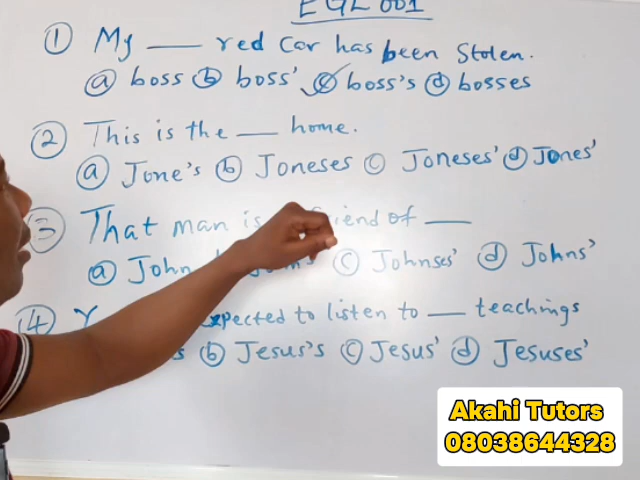 EGL 001
① My ___ red car has been stolen.
ⓐ boss ⓑ boss' ⓒ boss's ⓓ bosses
② This is the ___ home.
ⓐ Jone's ⓑ Joneses ⓒ Joneses' ⓓ Jones'
③ That man is friend of ___
ⓐ John ⓒ Johnses' ⓓ Johns'
④ expected to listen to ___ teachings
ⓑ Jesus's ⓒ Jesus' ⓓ Jesuses'
Akahi Tutors
08038644328